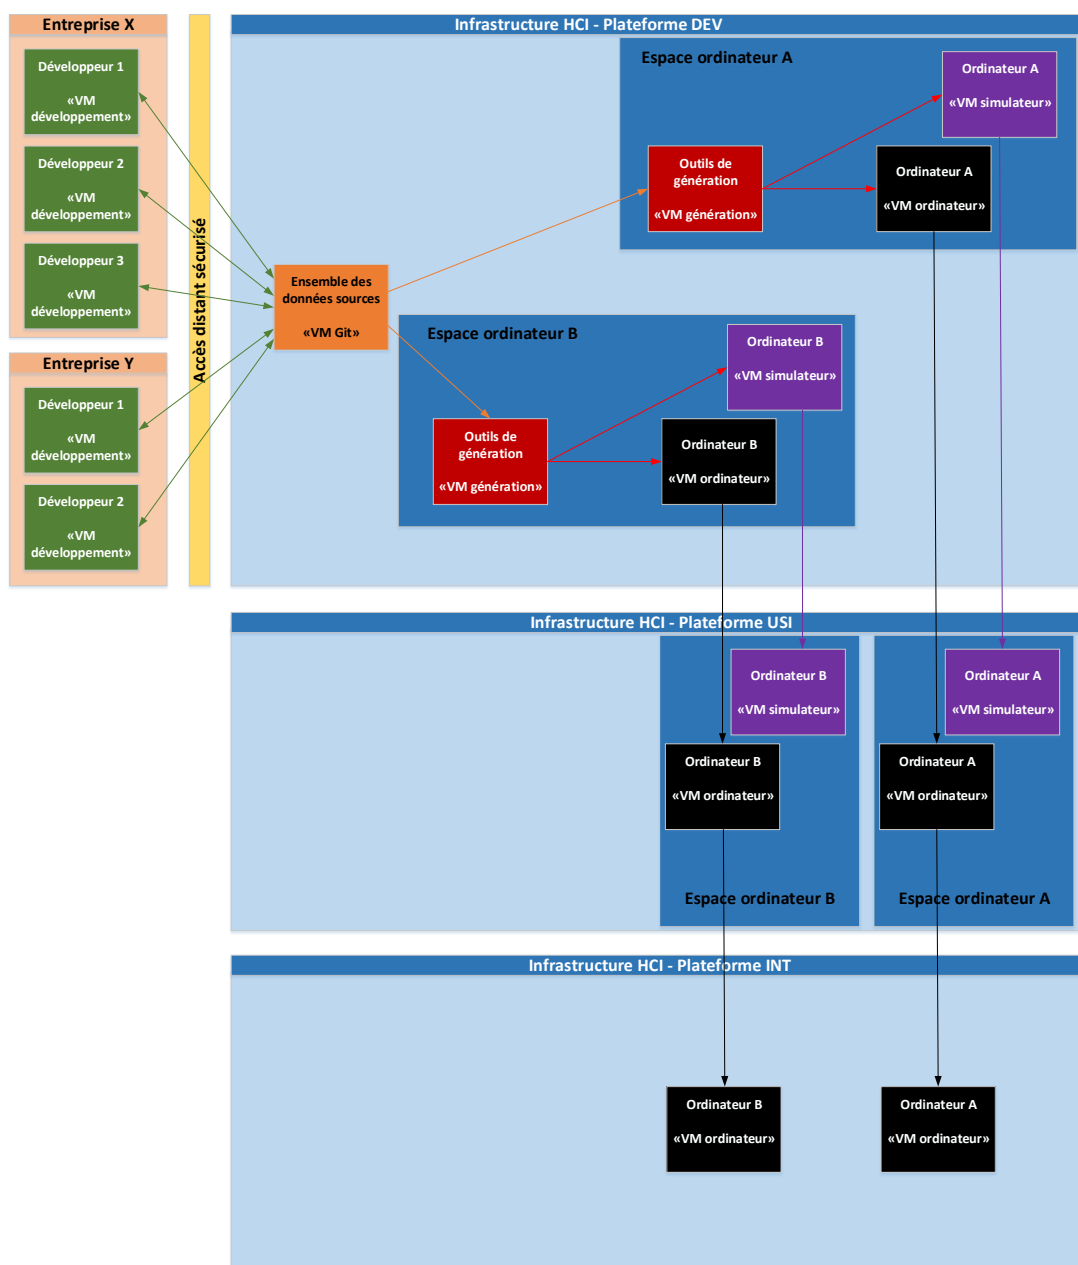 Entreprise X
Développeur 1
«VM
développement»
Développeur 2
«VM
développement»
Développeur 3
«VM
développement»
Entreprise Y
Développeur 1
«VM
développement»
Développeur 2
«VM
développement»
Accès distant sécurisé
Infrastructure HCI - Plateforme DEV
Ensemble des
données sources
«VM Git»
Espace ordinateur A
Outils de
génération
«VM génération»
Ordinateur A
«VM simulateur»
Ordinateur A
«VM ordinateur»
Espace ordinateur B
Outils de
génération
«VM génération»
Ordinateur B
«VM simulateur»
Ordinateur B
«VM ordinateur»
Infrastructure HCI - Plateforme USI
Ordinateur B
«VM simulateur»
Ordinateur B
«VM ordinateur»
Espace ordinateur B
Ordinateur A
«VM simulateur»
Ordinateur A
«VM ordinateur»
Espace ordinateur A
Infrastructure HCI - Plateforme INT
Ordinateur B
«VM ordinateur»
Ordinateur A
«VM ordinateur»